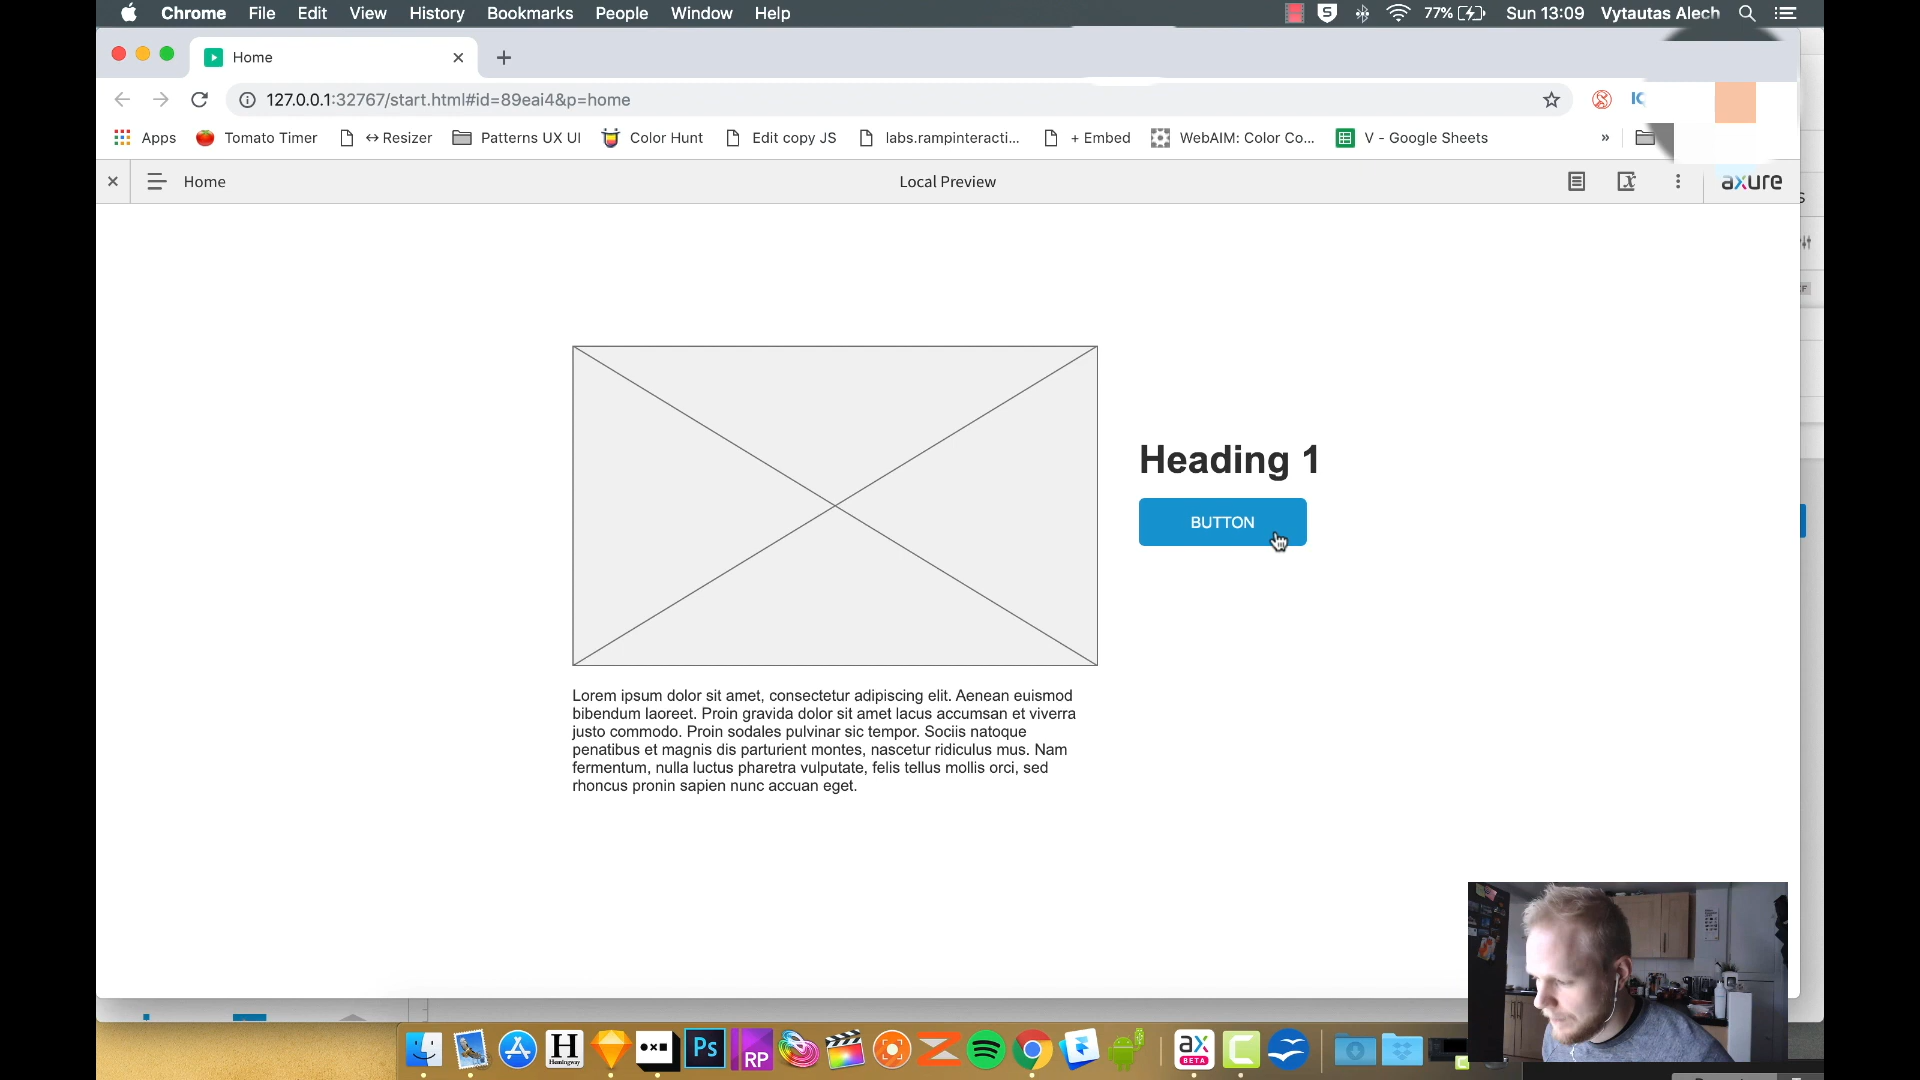 Chrome File Edit View History Bookmarks People Window Help 77% Sun 13:09 Vytautas Alech
Home
127.0.0.1:32767/start.html#id=89eai4&p=home
Apps Tomato Timer ↔Resizer Patterns UX UI Color Hunt Edit copy JS labs.rampinteracti... + Embed WebAIM: Color Co... V - Google Sheets »
Home Local Preview axure
Heading 1
BUTTON
Lorem ipsum dolor sit amet, consectetur adipiscing elit. Aenean euismod
bibendum laoreet. Proin gravida dolor sit amet lacus accumsan et viverra
justo commodo. Proin sodales pulvinar sic tempor. Sociis natoque
penatibus et magnis dis parturient montes, nascetur ridiculus mus. Nam
fermentum, nulla luctus pharetra vulputate, felis tellus mollis orci, sed
rhoncus pronin sapien nunc accuan eget.
H Hemingway Ps RP ax BETA